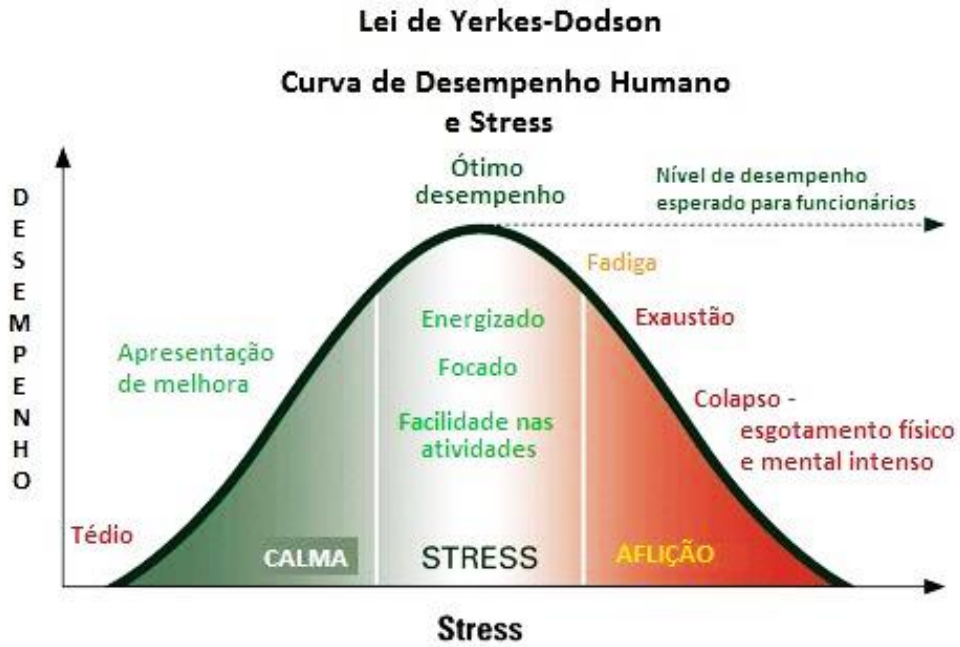 Lei de Yerkes-Dodson
Curva de Desempenho Humano
e Stress
Ótimo
desempenho
Nível de desempenho
esperado para funcionários
DESEMPENHO
Fadiga
Energizado
Exaustão
Apresentação
de melhora
Focado
Colapso -
esgotamento físico
e mental intenso
Facilidade nas
atividades
Tédio
CALMA
STRESS
AFLIÇÃO
Stress